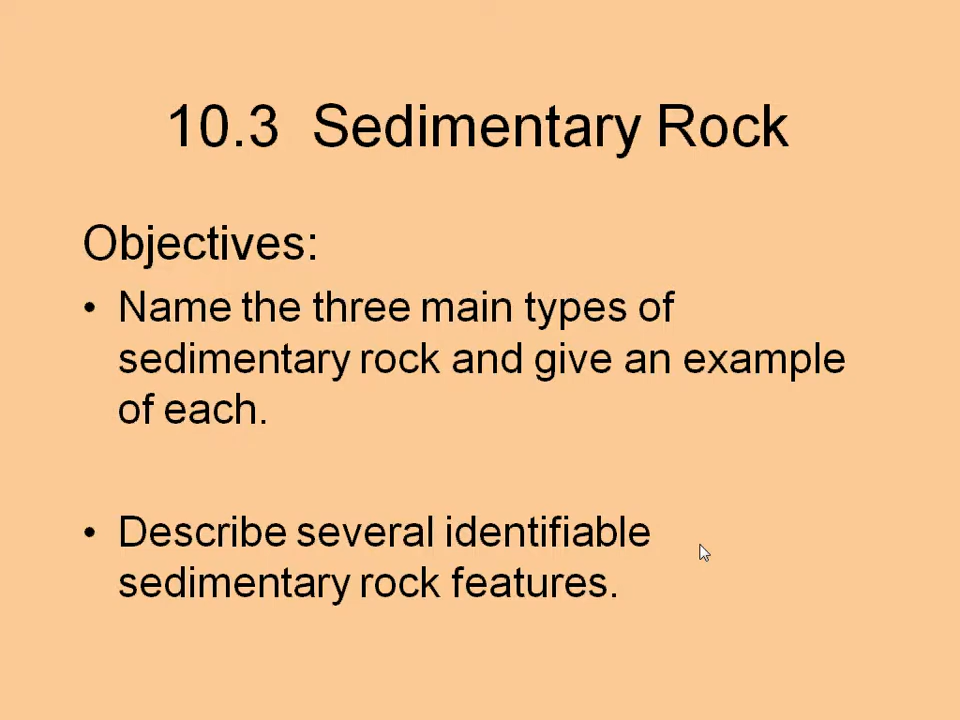 10.3  Sedimentary Rock
Objectives:
• Name the three main types of
sedimentary rock and give an example
of each.
• Describe several identifiable
sedimentary rock features.